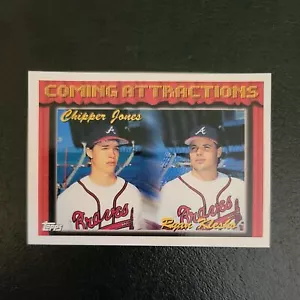 COMING ATTRACTIONS
Chipper Jones
A A
Braves Braves
Topps Ryan Klesko